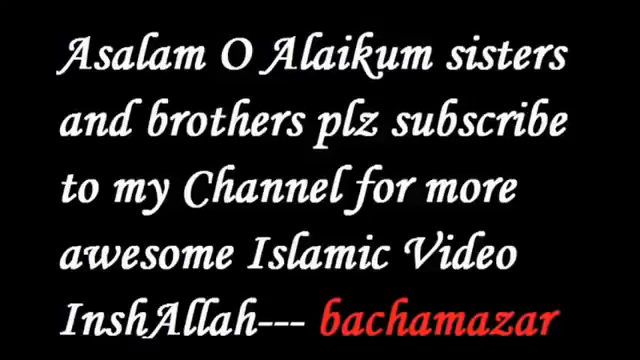 Asalam O Alaikum sisters
and brothers plz subscribe
to my Channel for more
awesome Islamic Video
InshAllah--- bachamazar